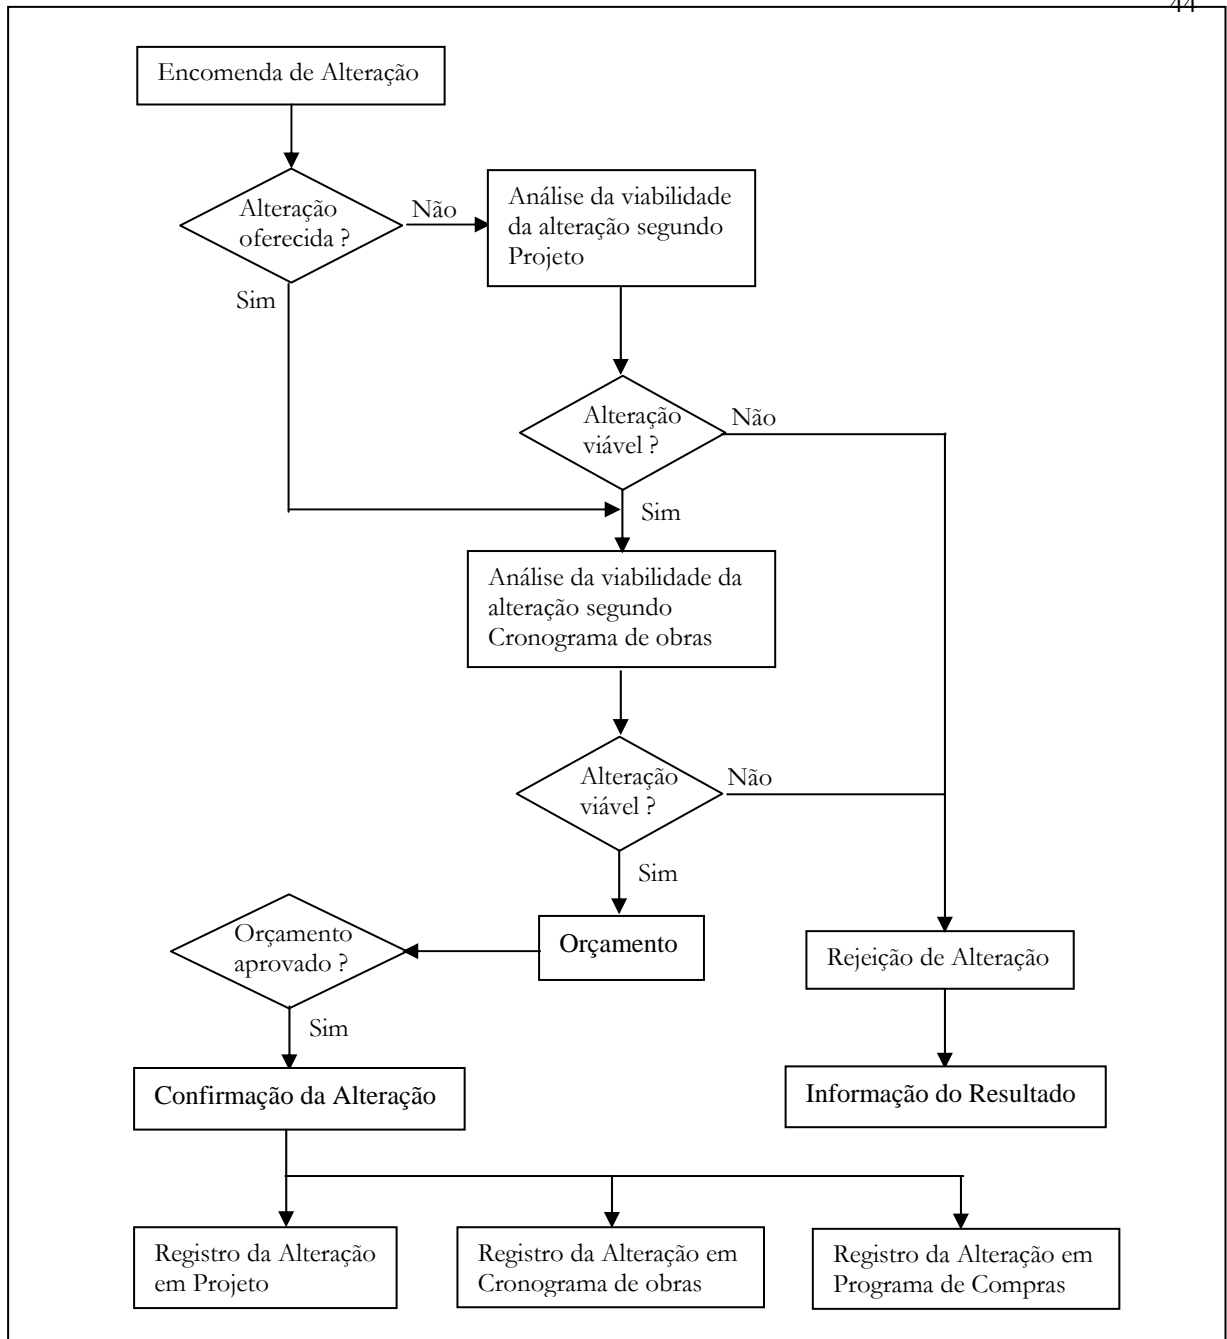 44
Encomenda de Alteração
Alteração
oferecida ?
Não
Análise da viabilidade
da alteração segundo
Projeto
Sim
Alteração
viável ?
Não
Sim
Análise da viabilidade da
alteração segundo
Cronograma de obras
Alteração
viável ?
Não
Sim
Orçamento
aprovado ?
Orçamento
Rejeição de Alteração
Sim
Confirmação da Alteração
Informação do Resultado
Registro da Alteração
em Projeto
Registro da Alteração em
Cronograma de obras
Registro da Alteração em
Programa de Compras